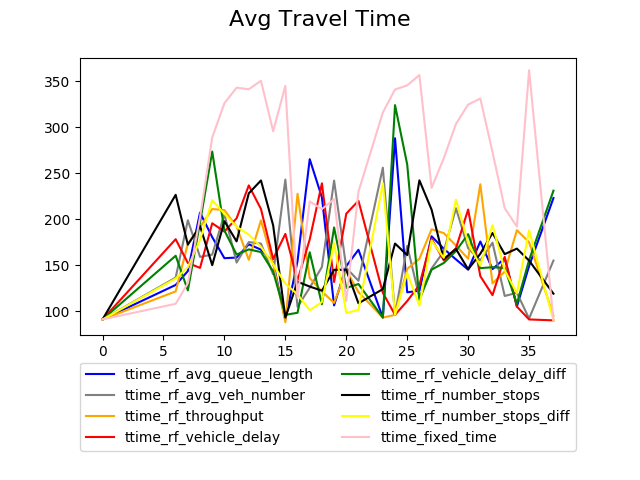 Avg Travel Time
350
300
250
200
150
100
0 5 10 15 20 25 30 35
ttime_rf_avg_queue_length ttime_rf_vehicle_delay_diff
ttime_rf_avg_veh_number ttime_rf_number_stops
ttime_rf_throughput ttime_rf_number_stops_diff
ttime_rf_vehicle_delay ttime_fixed_time